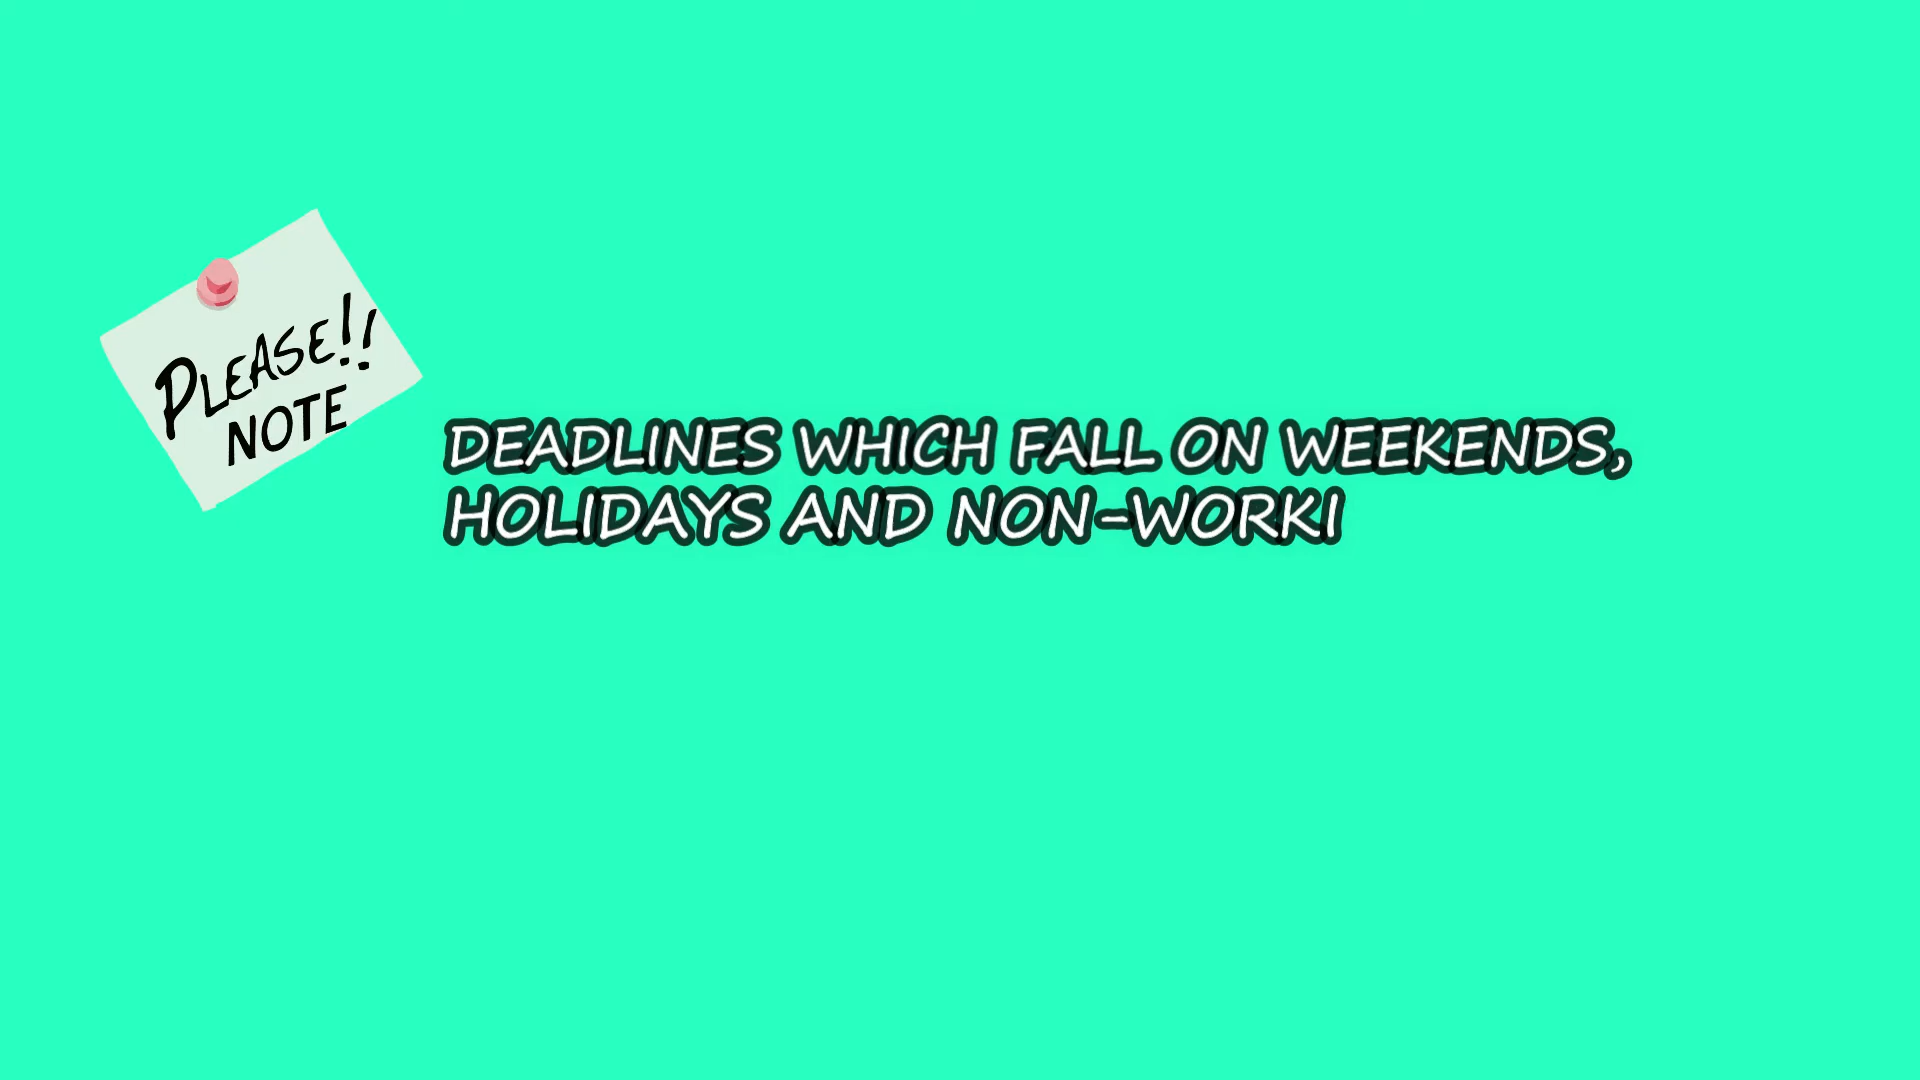 PLEASE!!
NOTE
DEADLINES WHICH FALL ON WEEKENDS,
HOLIDAYS AND NON-WORKI